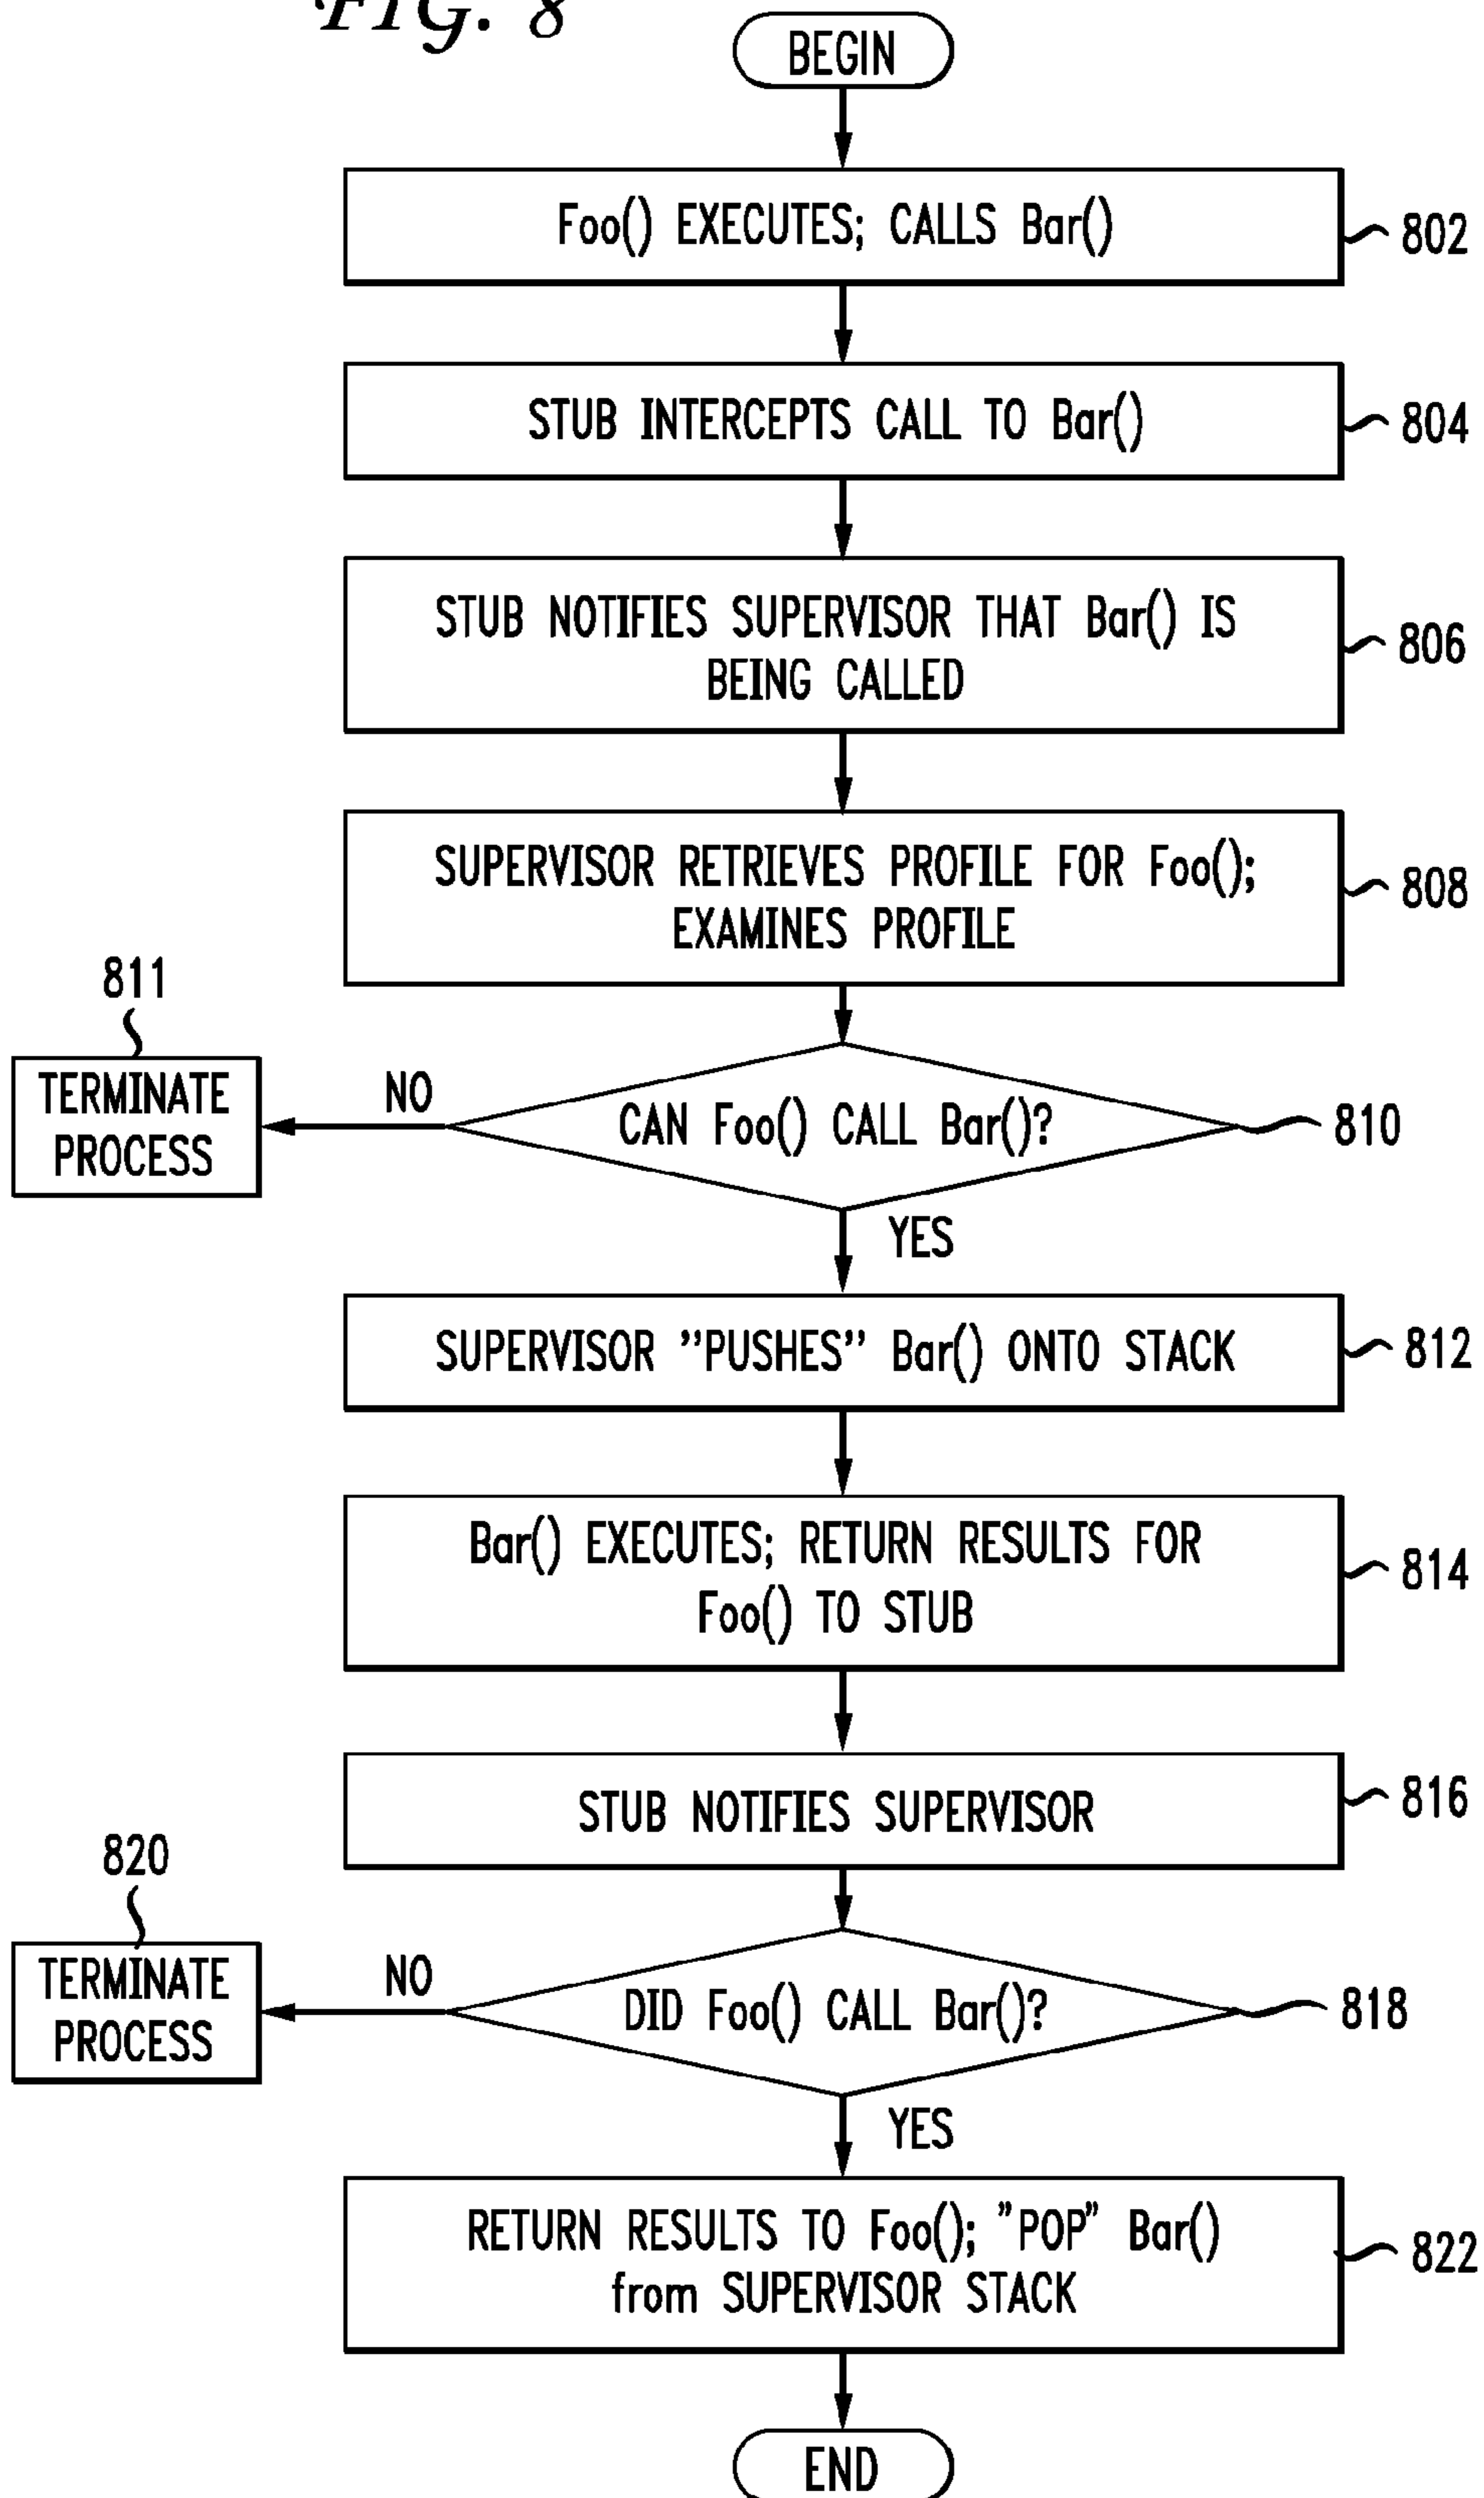 FIG. 8
BEGIN
Foo() EXECUTES; CALLS Bar()
802
STUB INTERCEPTS CALL TO Bar()
804
STUB NOTIFIES SUPERVISOR THAT Bar() IS
BEING CALLED
806
SUPERVISOR RETRIEVES PROFILE FOR Foo();
EXAMINES PROFILE
808
811
TERMINATE
PROCESS
NO
CAN Foo() CALL Bar()?
810
YES
SUPERVISOR ”PUSHES” Bar() ONTO STACK
812
Bar() EXECUTES; RETURN RESULTS FOR
Foo() TO STUB
814
STUB NOTIFIES SUPERVISOR
816
820
TERMINATE
PROCESS
NO
DID Foo() CALL Bar()?
818
YES
RETURN RESULTS TO Foo(); ”POP” Bar()
from SUPERVISOR STACK
822
END